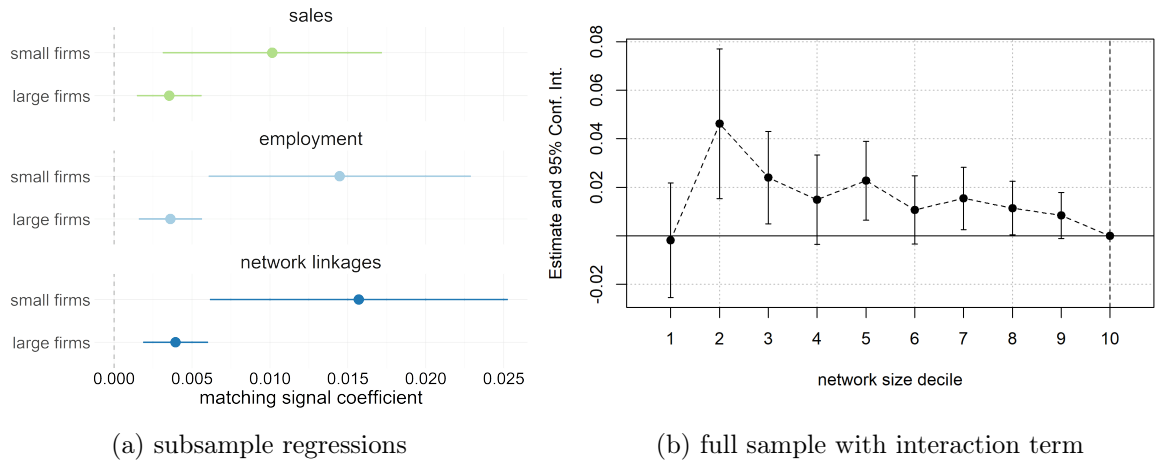 sales
small firms
large firms
employment
small firms
large firms
network linkages
small firms
large firms
0.000 0.005 0.010 0.015 0.020 0.025
matching signal coefficient
(a) subsample regressions
Estimate and 95% Conf. Int.
0.08
0.06
0.04
0.02
-0.02
1 2 3 4 5 6 7 8 9 10
network size decile
(b) full sample with interaction term